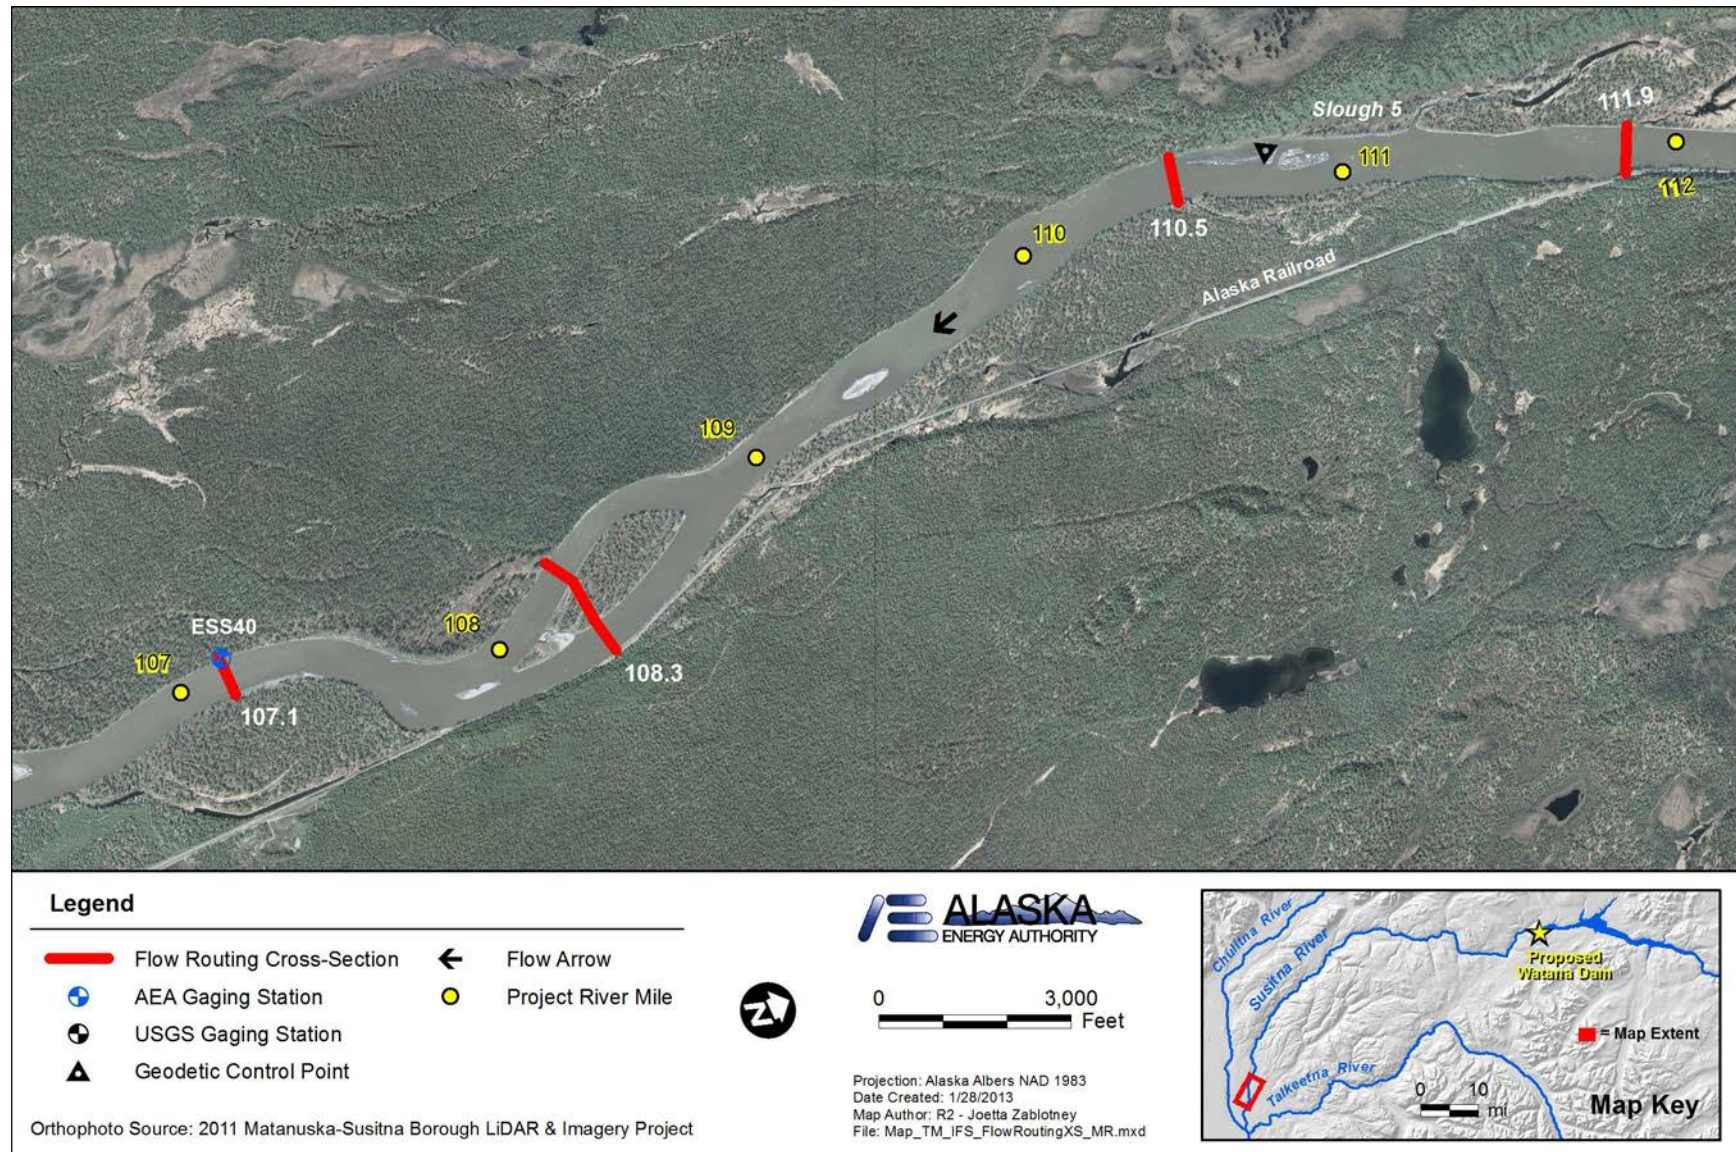 Slough 5
111.9
111
112
110.5
110
Alaska Railroad
109
108
108.3
ESS40
107
107.1
Legend
Flow Routing Cross-Section
Flow Arrow
AEA Gaging Station
Project River Mile
USGS Gaging Station
Geodetic Control Point
Orthophoto Source: 2011 Matanuska-Susitna Borough LiDAR & Imagery Project
ALASKA
ENERGY AUTHORITY
N
0 3,000
Feet
Projection: Alaska Albers NAD 1983
Date Created: 1/28/2013
Map Author: R2 - Joetta Zablotney
File: Map_TM_IFS_FlowRoutingXS_MR.mxd
Chulitna River
Susitna River
Proposed
Watana Dam
= Map Extent
Talkeetna River
0 10
mi
Map Key